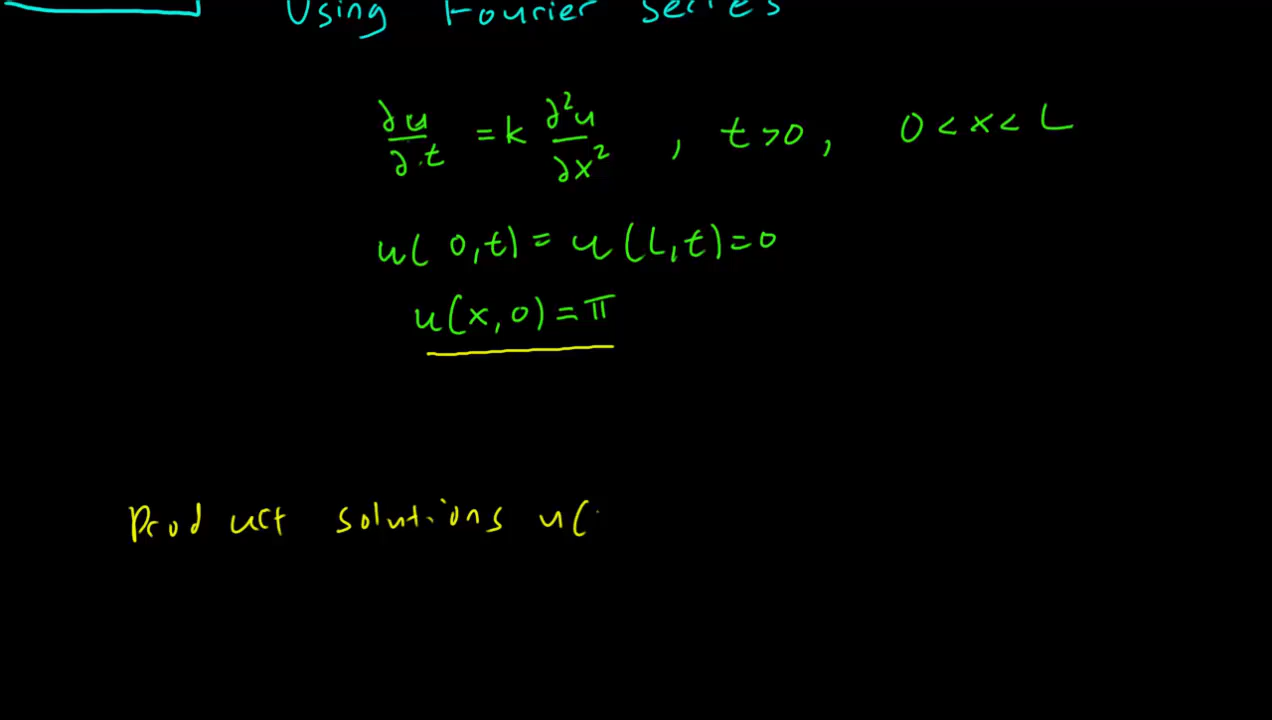 Using Fourier series
∂u/∂t = k ∂²u/∂x² , t>0, 0<x<L
u(0,t) = u(L,t)=0
u(x,0)=π
Product solutions u(